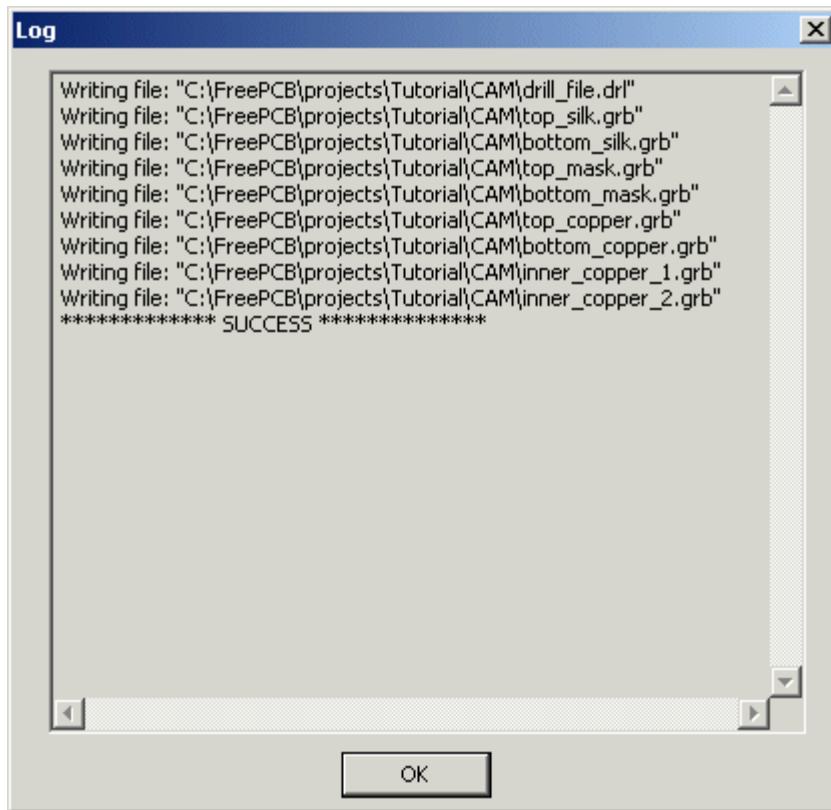 Log
Writing file: "C:\FreePCB\projects\Tutorial\CAM\drill_file.drl"
Writing file: "C:\FreePCB\projects\Tutorial\CAM\top_silk.grb"
Writing file: "C:\FreePCB\projects\Tutorial\CAM\bottom_silk.grb"
Writing file: "C:\FreePCB\projects\Tutorial\CAM\top_mask.grb"
Writing file: "C:\FreePCB\projects\Tutorial\CAM\bottom_mask.grb"
Writing file: "C:\FreePCB\projects\Tutorial\CAM\top_copper.grb"
Writing file: "C:\FreePCB\projects\Tutorial\CAM\bottom_copper.grb"
Writing file: "C:\FreePCB\projects\Tutorial\CAM\inner_copper_1.grb"
Writing file: "C:\FreePCB\projects\Tutorial\CAM\inner_copper_2.grb"
************* SUCCESS **************
OK